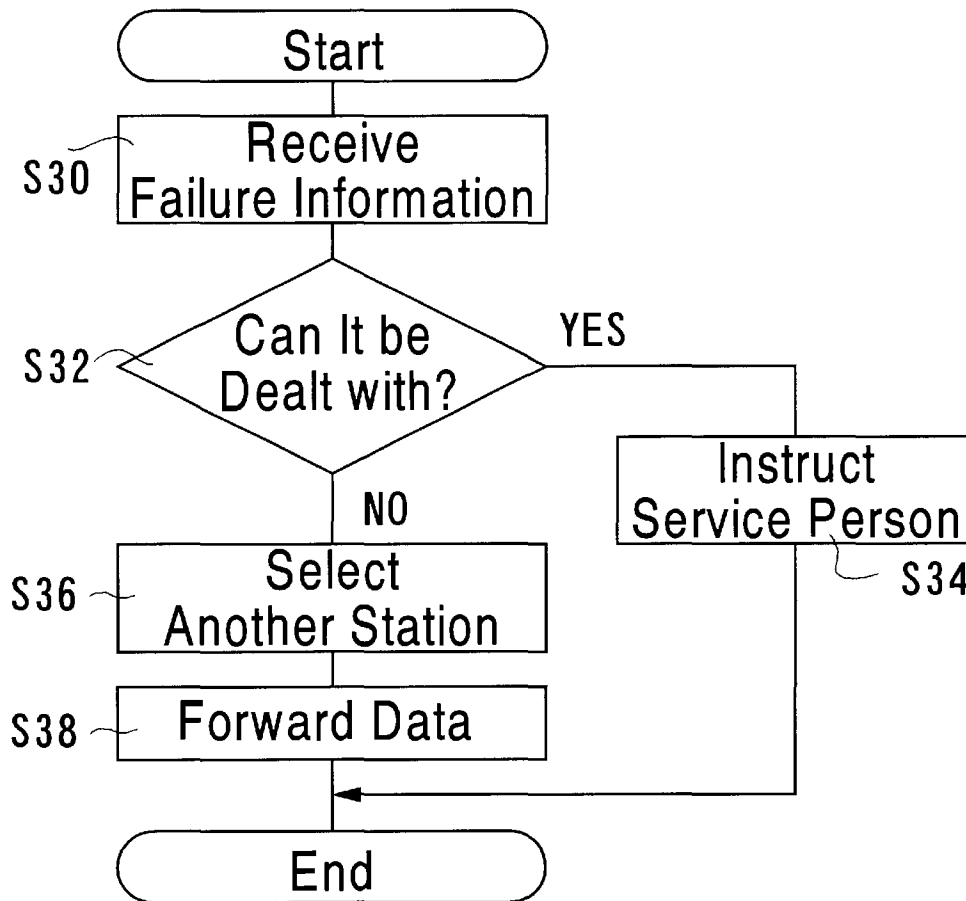 Start
S30
Receive
Failure Information
S32
Can It be
Dealt with?
YES
NO
Instruct
Service Person
S34
S36
Select
Another Station
S38
Forward Data
End